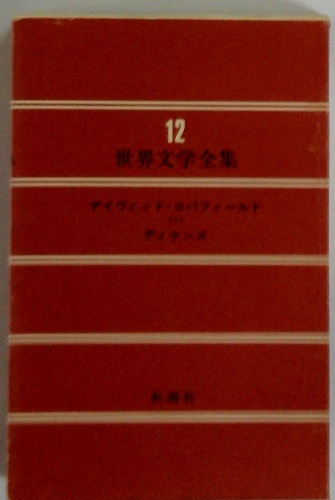 12
世界文学全集
デイヴィッド・コパフィールド
(I)
ディケンズ
新潮社